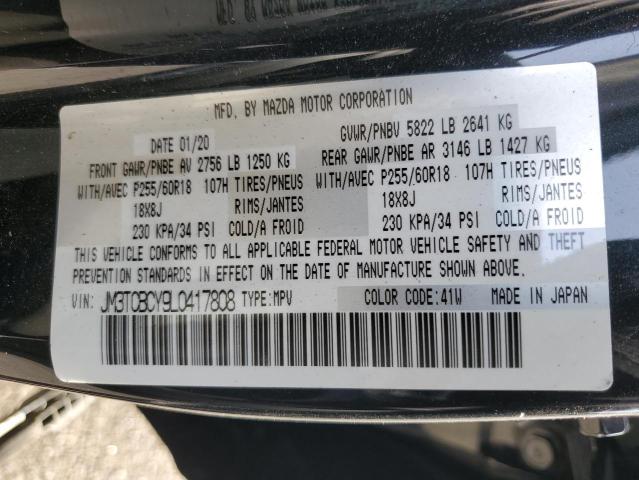 MFD. BY MAZDA MOTOR CORPORATION
DATE 01/20 GVWR/PNBV 5822 LB 2641 KG
FRONT GAWR/PNBE AV 2756 LB 1250 KG REAR GAWR/PNBE AR 3146 LB 1427 KG
WITH/AVEC P255/60R18 107H TIRES/PNEUS WITH/AVEC P255/60R18 107H TIRES/PNEUS
18X8J RIMS/JANTES 18X8J RIMS/JANTES
230 KPA/34 PSI COLD/A FROID 230 KPA/34 PSI COLD/A FROID
THIS VEHICLE CONFORMS TO ALL APPLICABLE FEDERAL MOTOR VEHICLE SAFETY AND THEFT
PREVENTION STANDARDS IN EFFECT ON THE DATE OF MANUFACTURE SHOWN ABOVE.
VIN: JM3TCBCY9L0417808 TYPE:MPV COLOR CODE:41W MADE IN JAPAN